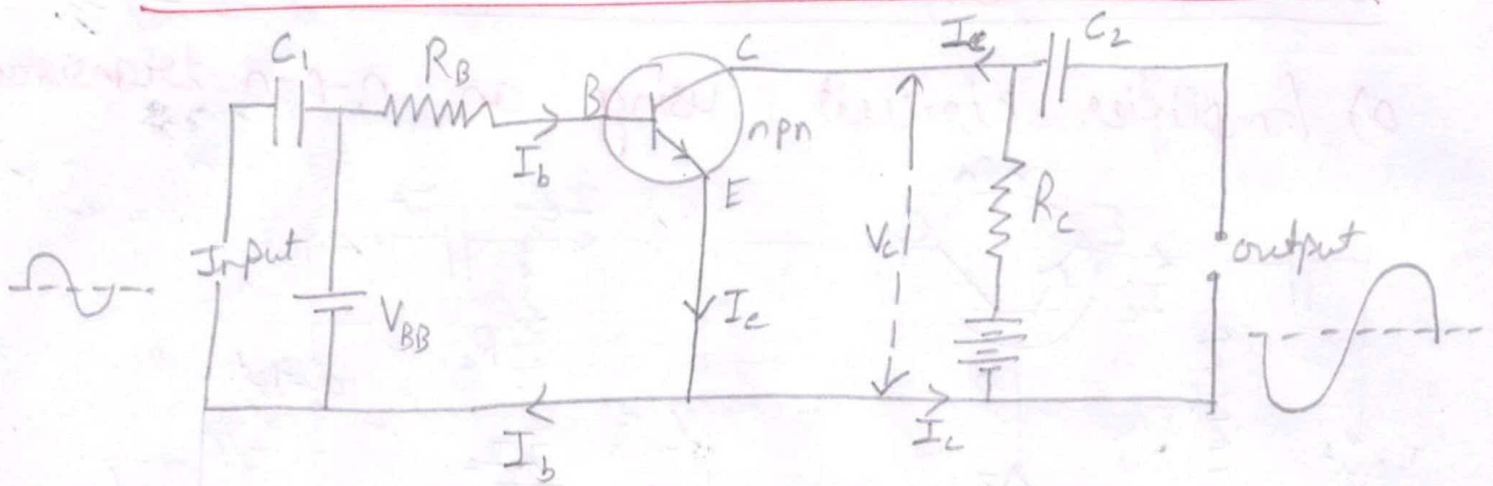 C1 RB B C Ic C2
npn
Ib E Rc
Input Vc output
VBB Ie
Ib Ic